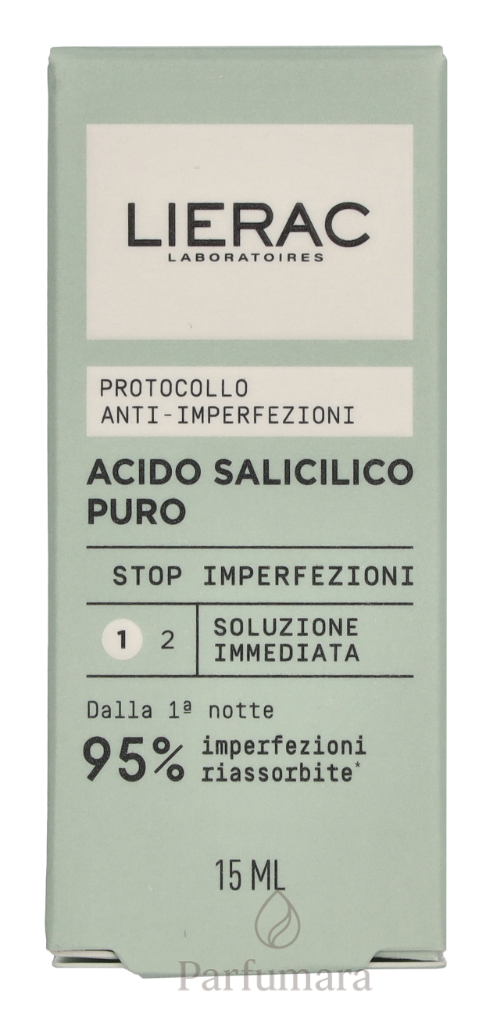 LIERAC
LABORATOIRES
PROTOCOLLO
ANTI-IMPERFEZIONI
ACIDO SALICILICO
PURO
STOP IMPERFEZIONI
1 2
SOLUZIONE
IMMEDIATA
Dalla 1ª notte
95% imperfezioni
riassorbite*
15 ML
Parfumara